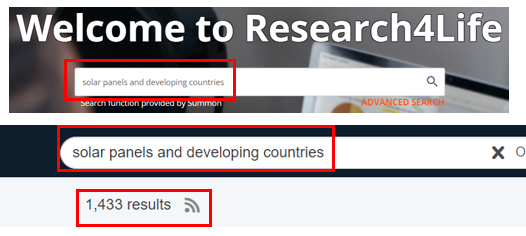 Welcome to Research4Life
solar panels and developing countries
Search function provided by Summon
ADVANCED SEARCH
solar panels and developing countries
1,433 results